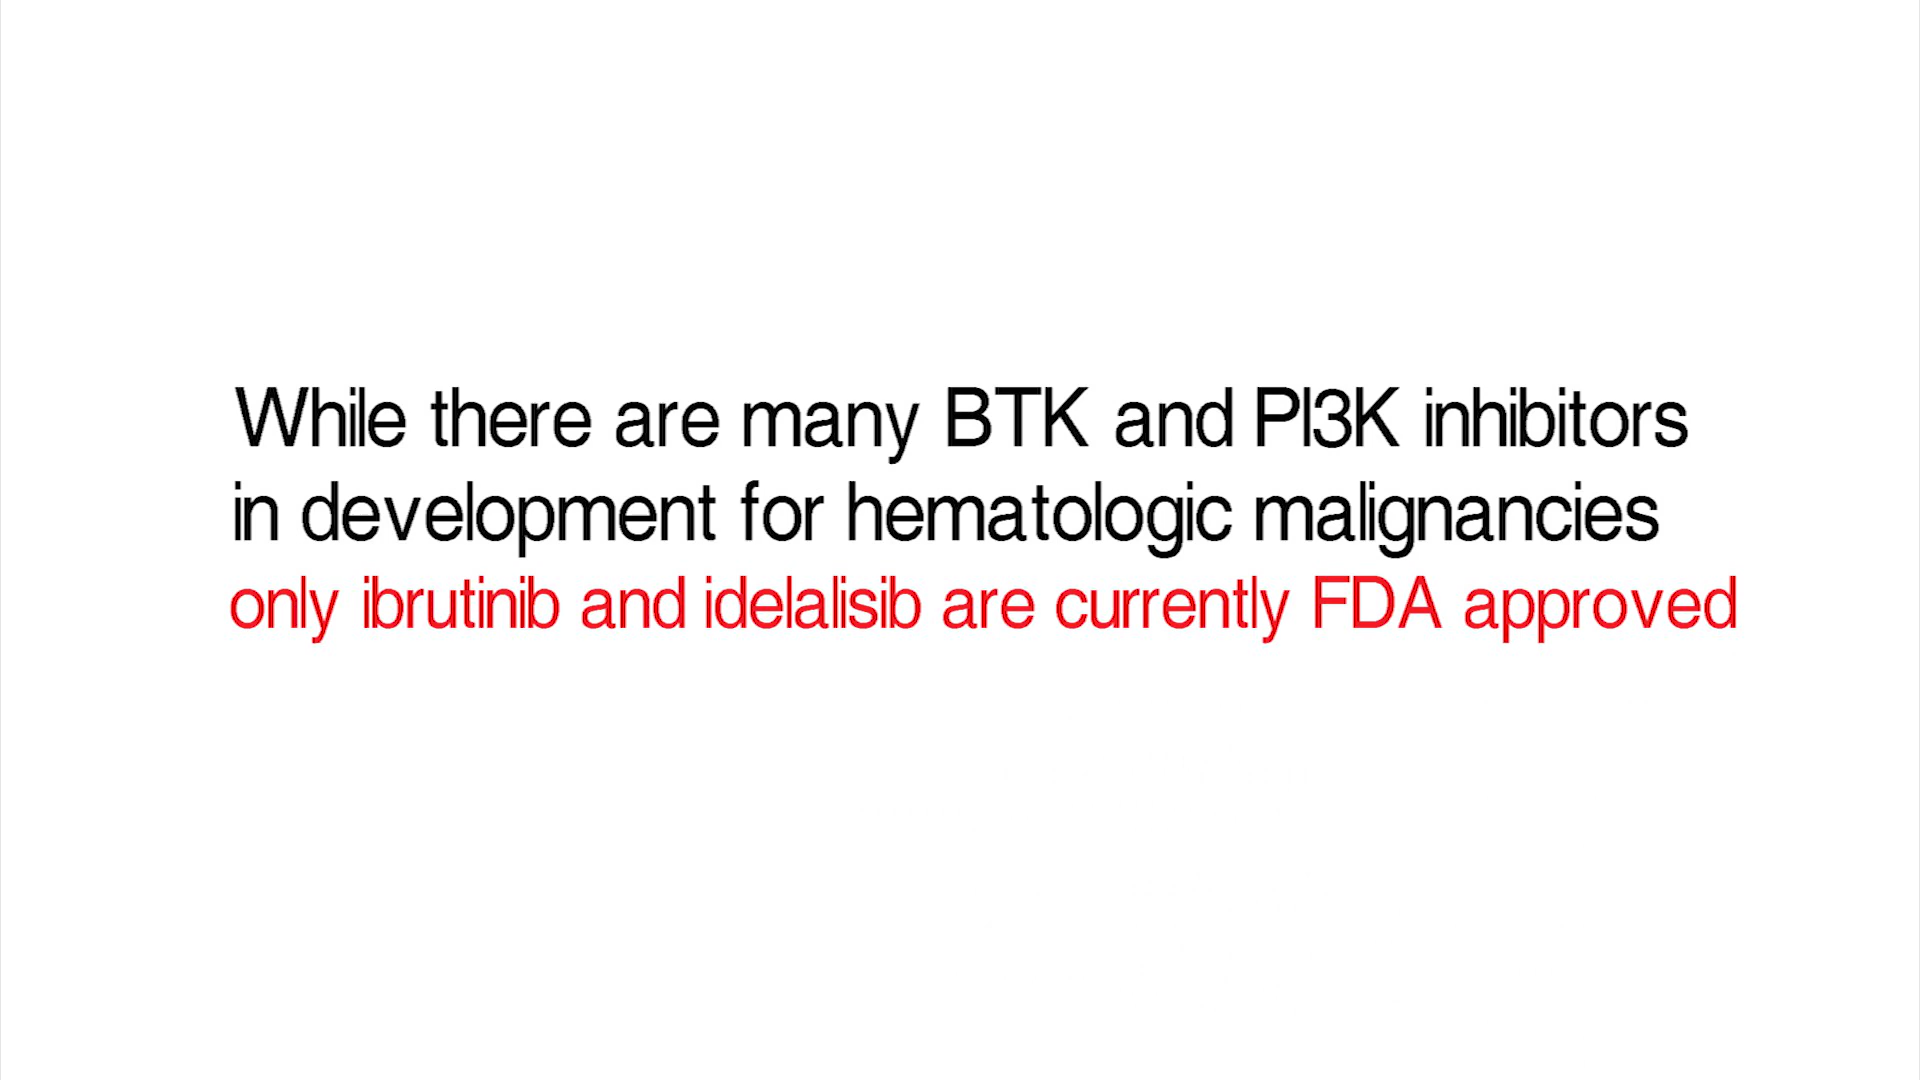 While there are many BTK and PI3K inhibitors
in development for hematologic malignancies
only ibrutinib and idelalisib are currently FDA approved